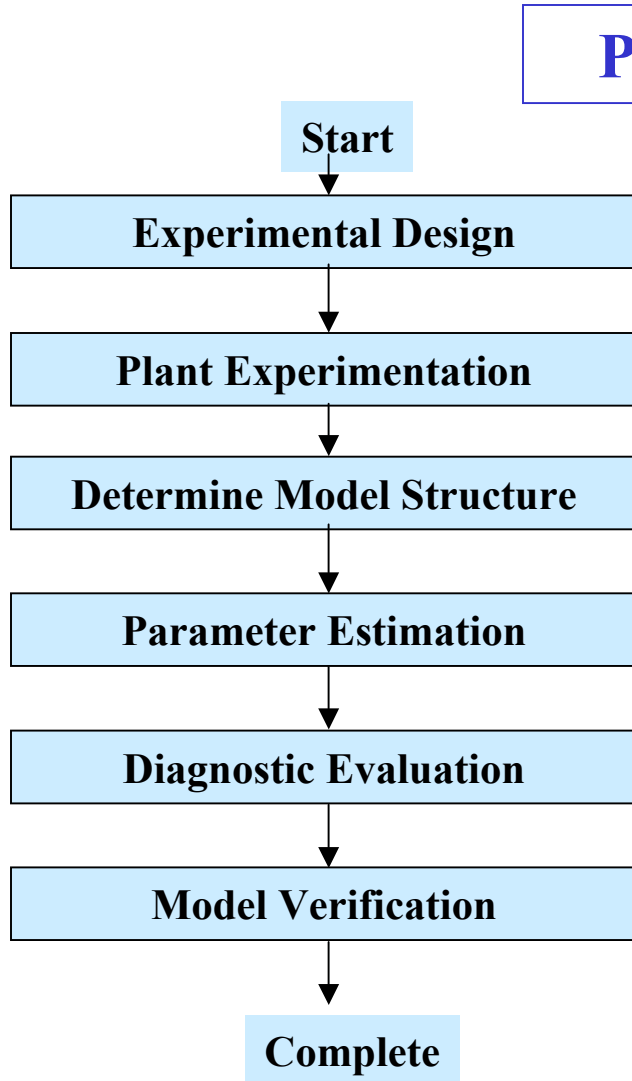 P
Start
Experimental Design
Plant Experimentation
Determine Model Structure
Parameter Estimation
Diagnostic Evaluation
Model Verification
Complete